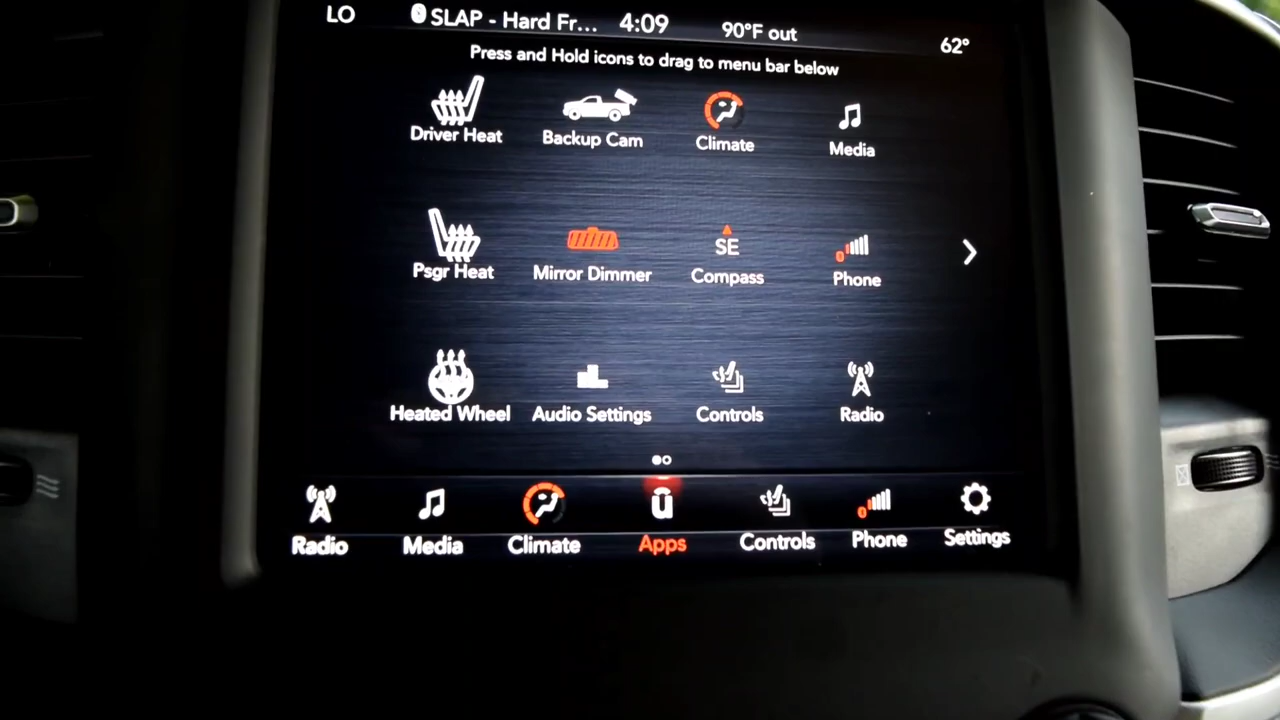 LO SLAP - Hard Fr... 4:09 90°F out 62°
Press and Hold icons to drag to menu bar below
Driver Heat Backup Cam Climate Media
SE
Psgr Heat Mirror Dimmer Compass Phone
Heated Wheel Audio Settings Controls Radio
Radio Media Climate Apps Controls Phone Settings